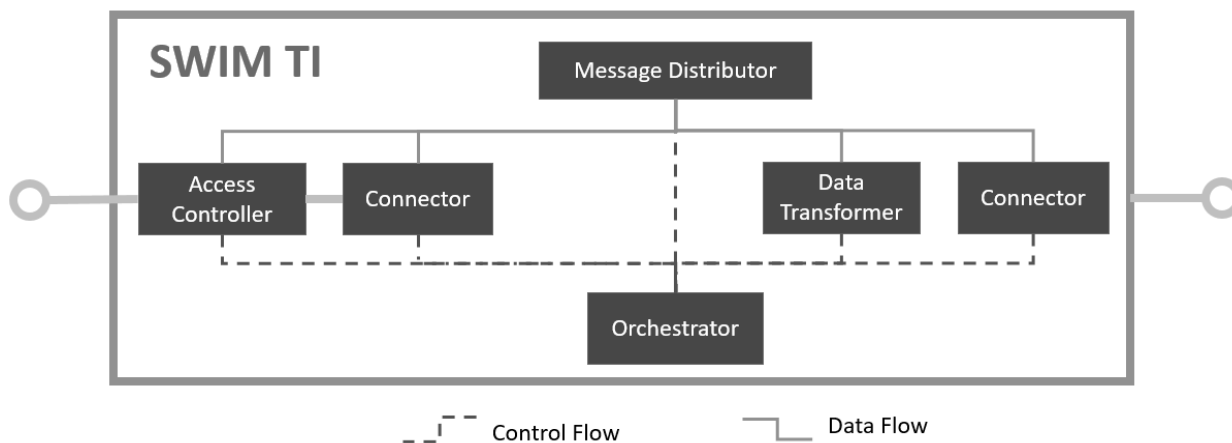 SWIM TI
Message Distributor
Access
Controller
Connector
Data
Transformer
Connector
Orchestrator
Control Flow
Data Flow